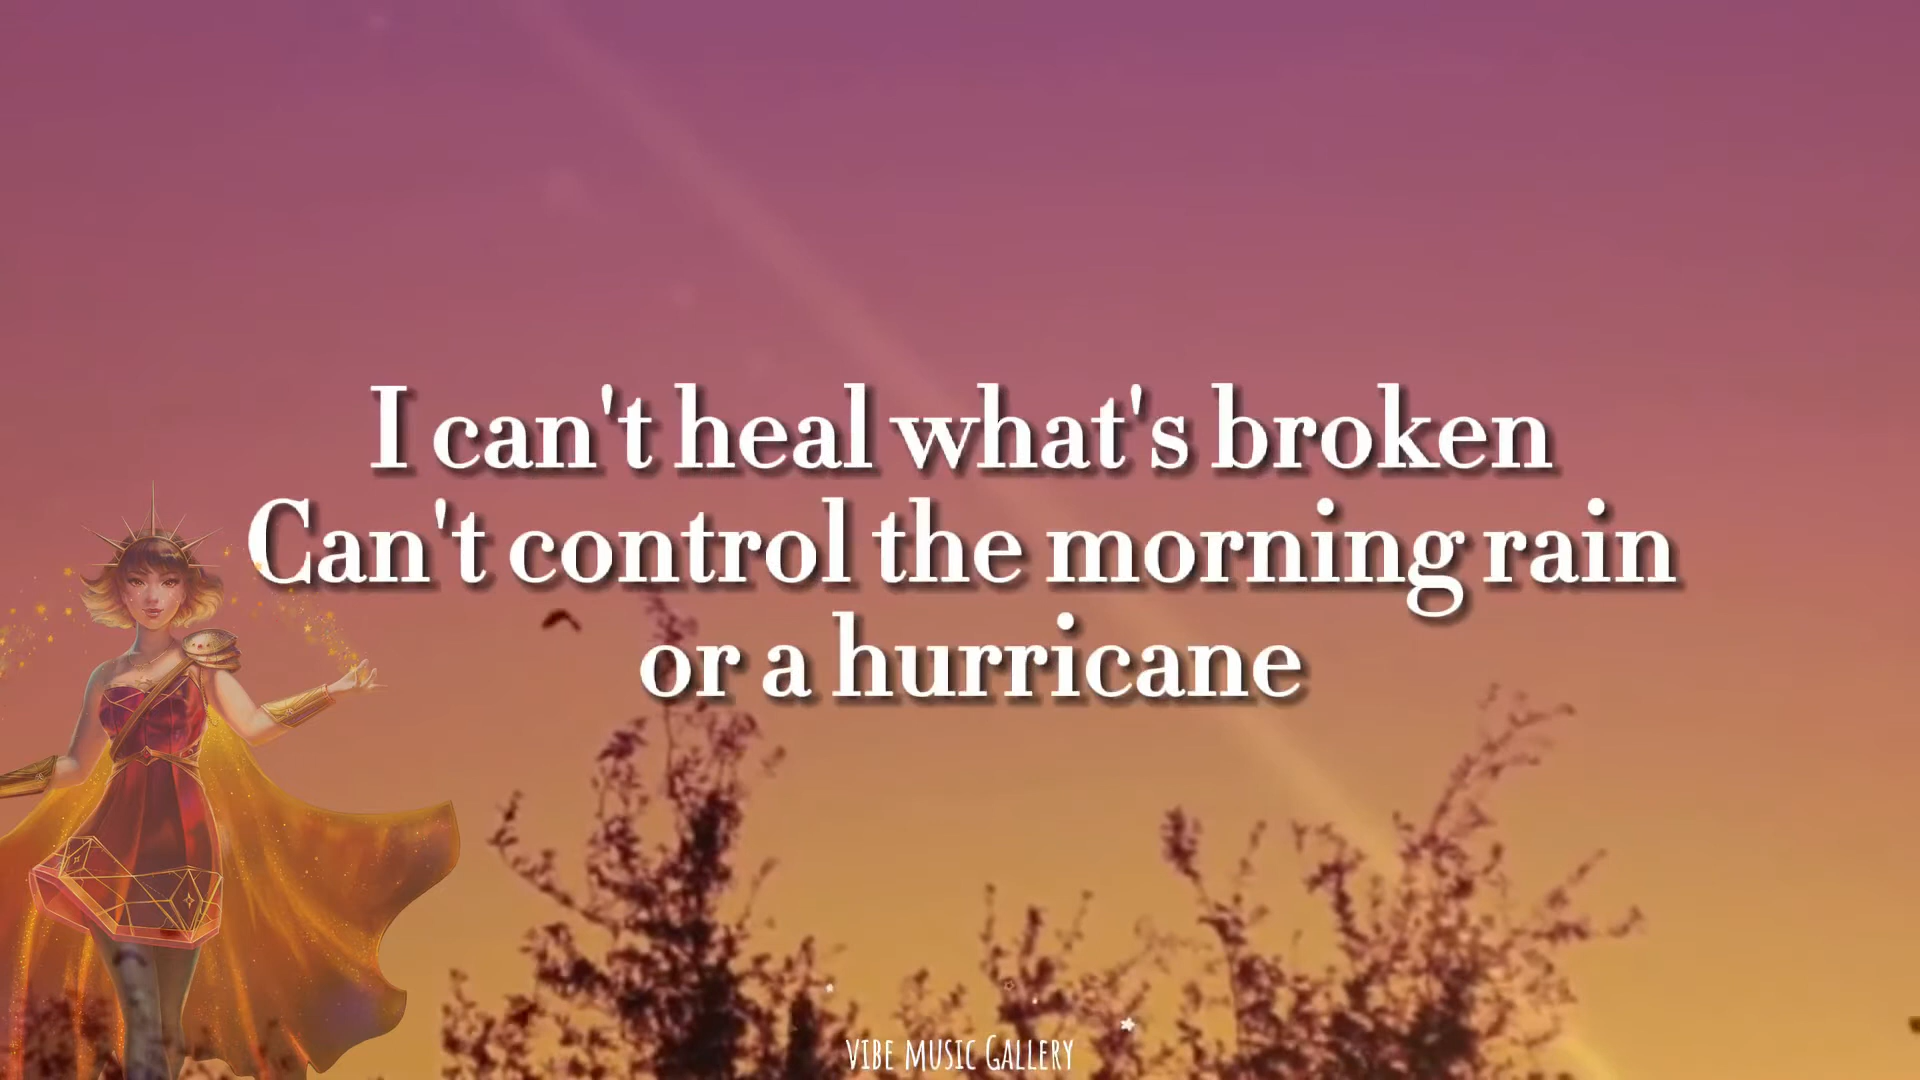 I can't heal what's broken
Can't control the morning rain
or a hurricane
VIBE MUSIC GALLERY